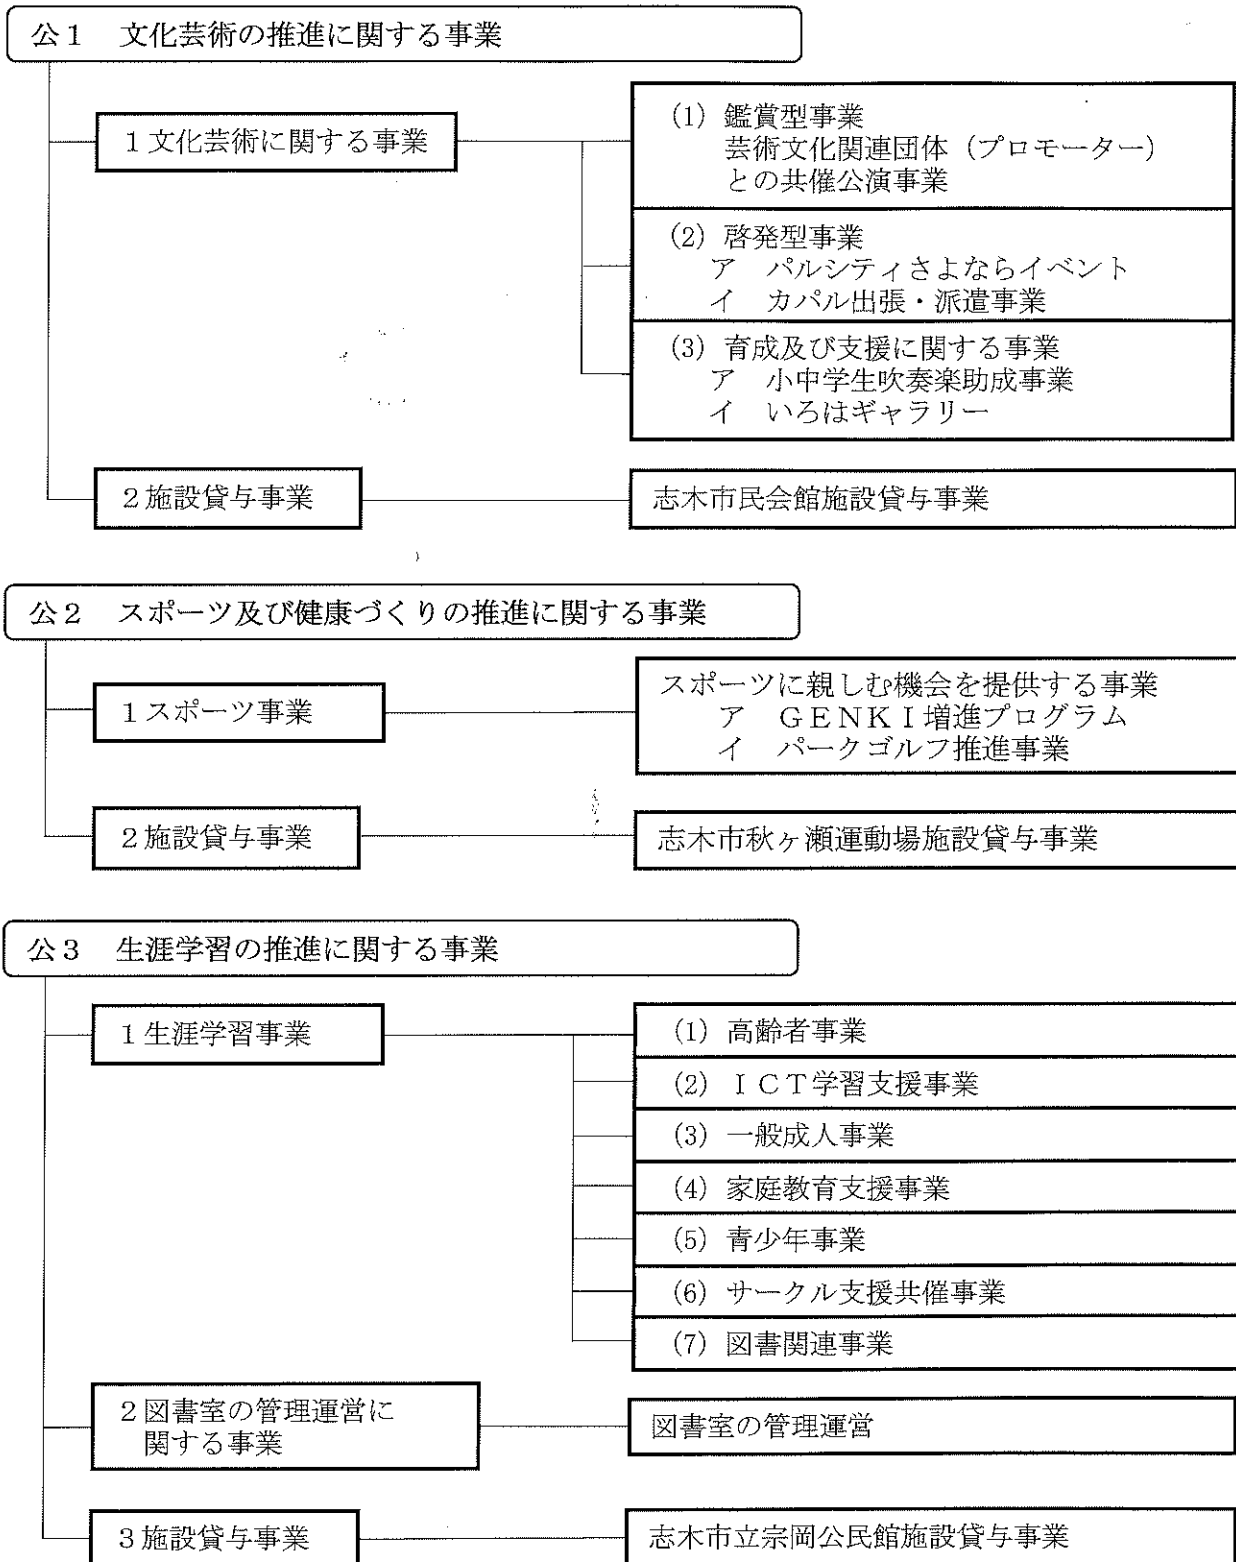 公１　文化芸術の推進に関する事業
１文化芸術に関する事業
(1) 鑑賞型事業
芸術文化関連団体（プロモーター）
との共催公演事業
(2) 啓発型事業
ア　パルシティさよならイベント
イ　カパル出張・派遣事業
(3) 育成及び支援に関する事業
ア　小中学生吹奏楽助成事業
イ　いろはギャラリー
２施設貸与事業
志木市民会館施設貸与事業
公２　スポーツ及び健康づくりの推進に関する事業
１スポーツ事業
スポーツに親しむ機会を提供する事業
ア　ＧＥＮＫＩ増進プログラム
イ　パークゴルフ推進事業
２施設貸与事業
志木市秋ヶ瀬運動場施設貸与事業
公３　生涯学習の推進に関する事業
１生涯学習事業
(1) 高齢者事業
(2) ＩＣＴ学習支援事業
(3) 一般成人事業
(4) 家庭教育支援事業
(5) 青少年事業
(6) サークル支援共催事業
(7) 図書関連事業
２図書室の管理運営に
関する事業
図書室の管理運営
３施設貸与事業
志木市立宗岡公民館施設貸与事業